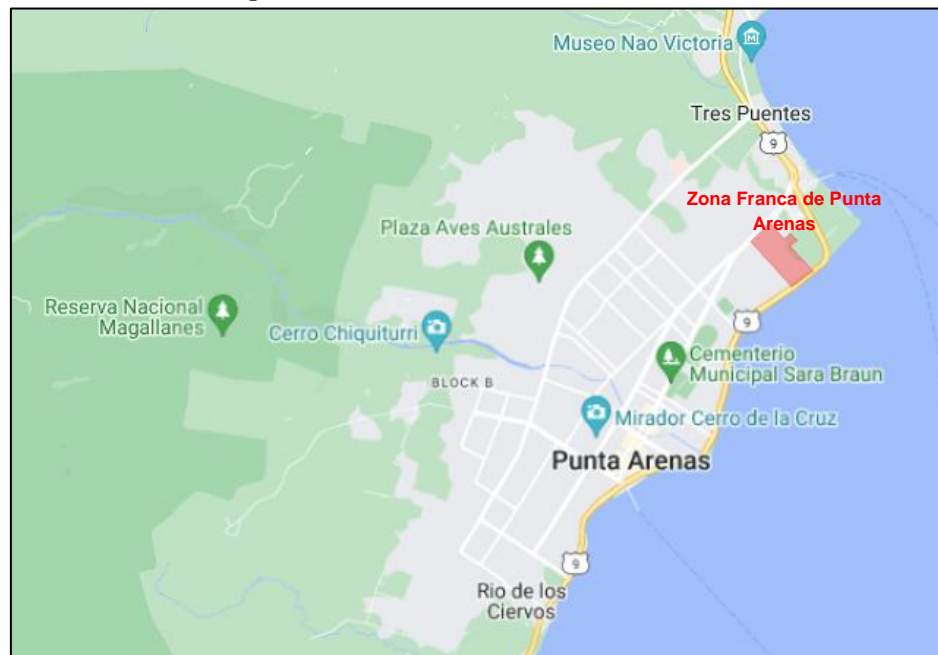 Museo Nao Victoria
Tres Puentes
9
Zona Franca de Punta
Arenas
Plaza Aves Australes
Reserva Nacional
Magallanes
Cerro Chiquiturri
9
Cementerio
Municipal Sara Braun
BLOCK B
Mirador Cerro de la Cruz
Punta Arenas
9
Rio de los
Ciervos